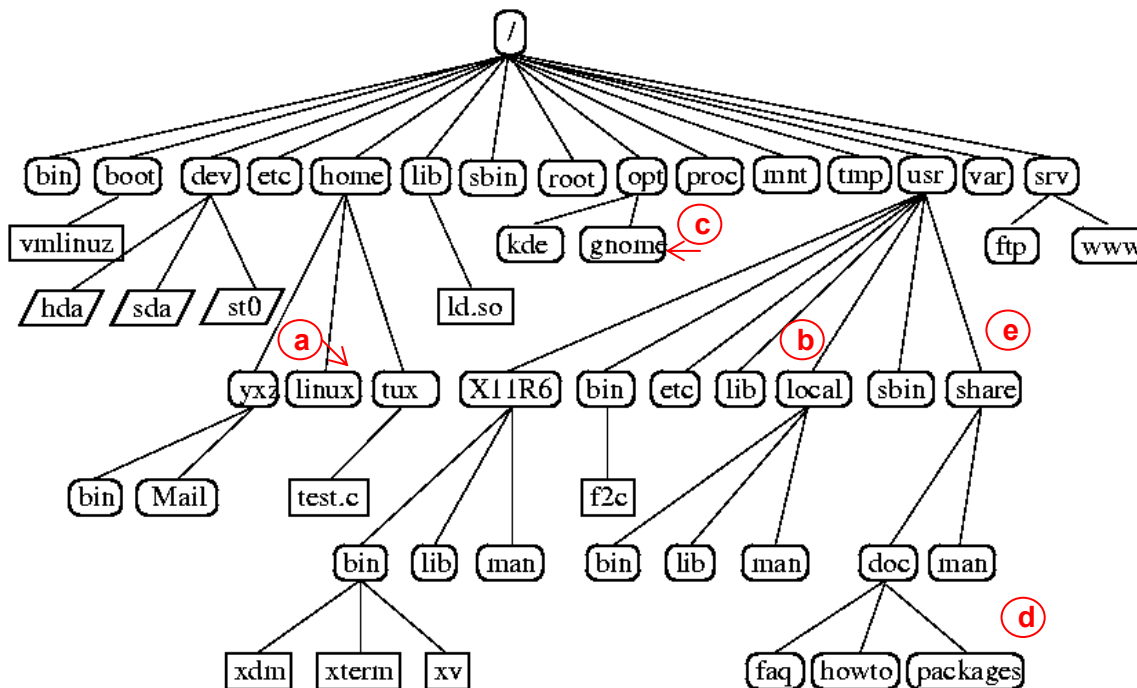 /
bin boot dev etc home lib sbin root opt proc mnt tmp usr var srv
c
vmlinuz kde gnome ftp www
hda sda st0 ld.so
a b e
yxz linux tux X11R6 bin etc lib local sbin share
bin Mail test.c f2c
bin lib man bin lib man doc man
d
xdm xterm xv faq howto packages